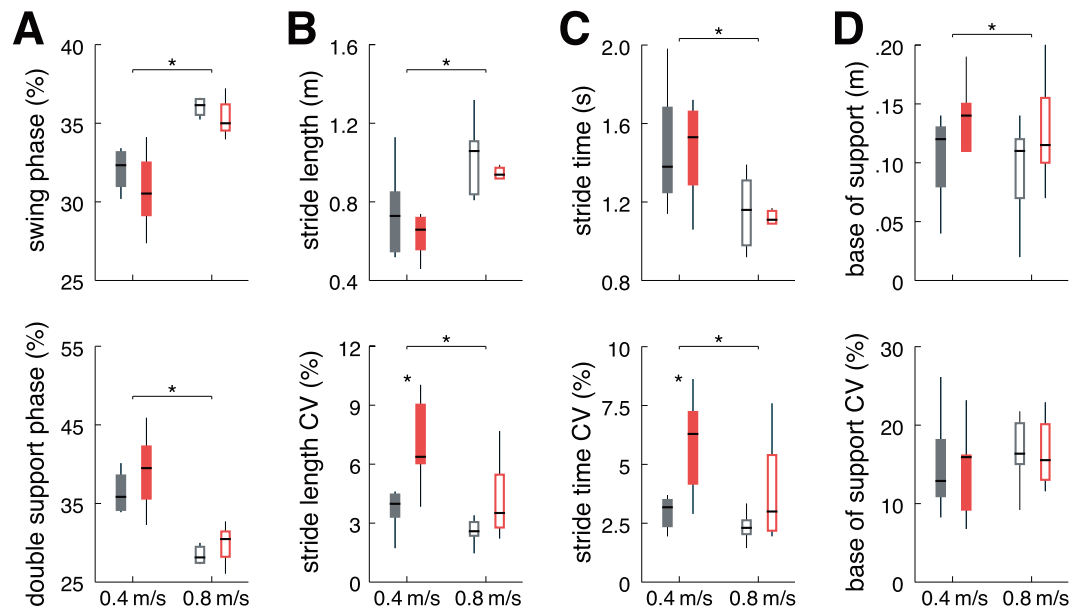 A
swing phase (%)
40
35
30
25
*
B
stride length (m)
1.6
1.2
0.8
0.4
*
C
stride time (s)
2.0
1.6
1.2
0.8
*
D
base of support (m)
.20
.15
.10
.05
0
*
double support phase (%)
55
45
35
25
*
0.4 m/s 0.8 m/s
stride length CV (%)
12
9
6
3
0
*
*
0.4 m/s 0.8 m/s
stride time CV (%)
10
7.5
5
2.5
0
*
*
0.4 m/s 0.8 m/s
base of support CV (%)
30
20
10
0
0.4 m/s 0.8 m/s